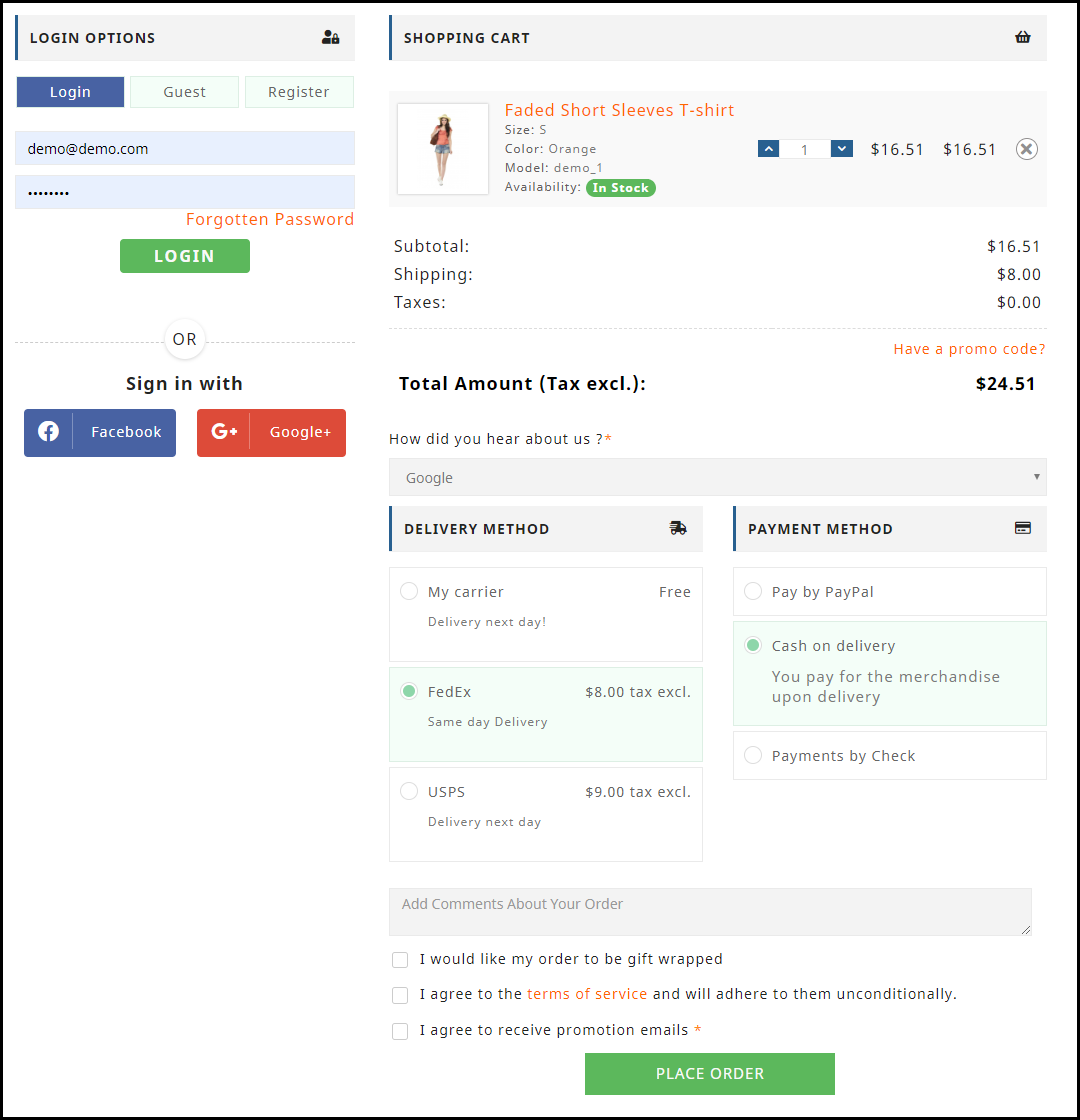 LOGIN OPTIONS
Login Guest Register
demo@demo.com
••••••••
Forgotten Password
LOGIN
OR
Sign in with
Facebook
G+ Google+
SHOPPING CART
Faded Short Sleeves T-shirt
Size: S
Color: Orange
Model: demo_1
Availability: In Stock
1 $16.51 $16.51
Subtotal: $16.51
Shipping: $8.00
Taxes: $0.00
Have a promo code?
Total Amount (Tax excl.): $24.51
How did you hear about us ?*
Google
DELIVERY METHOD
My carrier Free
Delivery next day!
FedEx $8.00 tax excl.
Same day Delivery
USPS $9.00 tax excl.
Delivery next day
PAYMENT METHOD
Pay by PayPal
Cash on delivery
You pay for the merchandise
upon delivery
Payments by Check
Add Comments About Your Order
I would like my order to be gift wrapped
I agree to the terms of service and will adhere to them unconditionally.
I agree to receive promotion emails *
PLACE ORDER